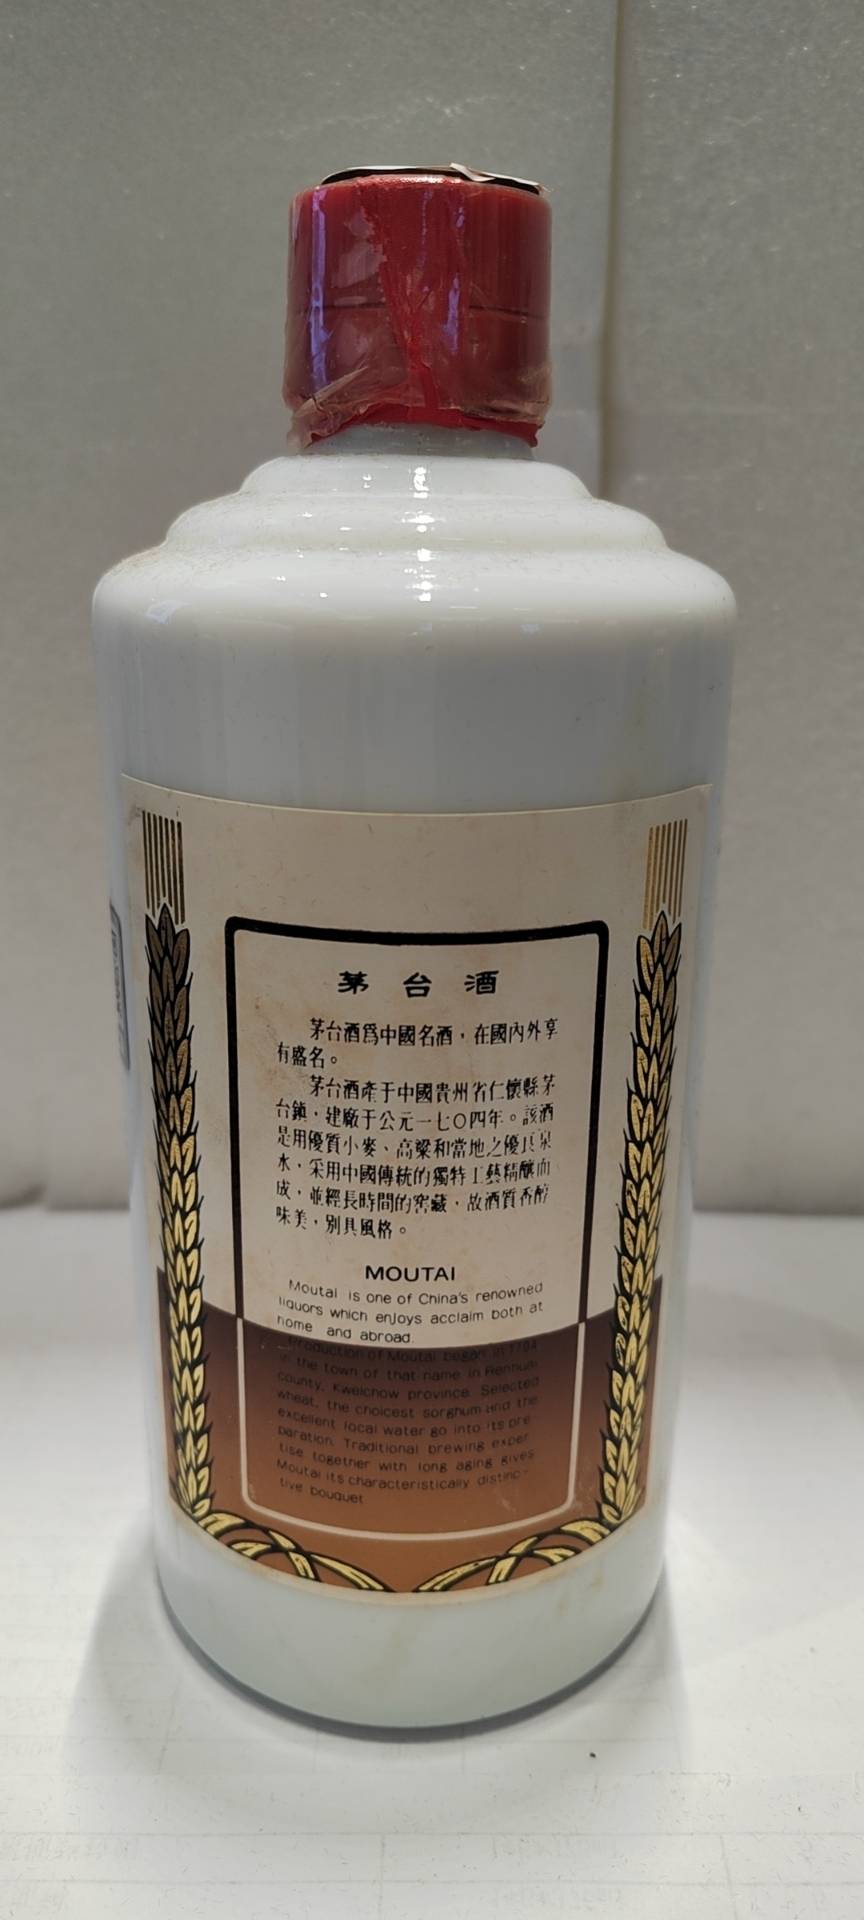 茅台酒
茅台酒爲中國名酒，在國內外享
有盛名。
茅台酒產于中國貴州省仁懷縣茅
台鎮，建廠于公元一七〇四年。該酒
是用優質小麥、高粱和當地之優良泉
水，采用中國傳統的獨特工藝精釀而
成，並經長時間的窖藏，故酒質香醇
味美，別具風格。
MOUTAI
Moutai is one of China's renowned
liquors which enjoys acclaim both at
home and abroad.
Production of Moutai began in 1704
in the town of that name in Renhuai
county, Kweichow province. Selected
wheat, the choicest sorghum and the
excellent local water go into its pre-
paration. Traditional brewing exper-
tise together with long aging gives
Moutai its characteristically distinc-
tive bouquet